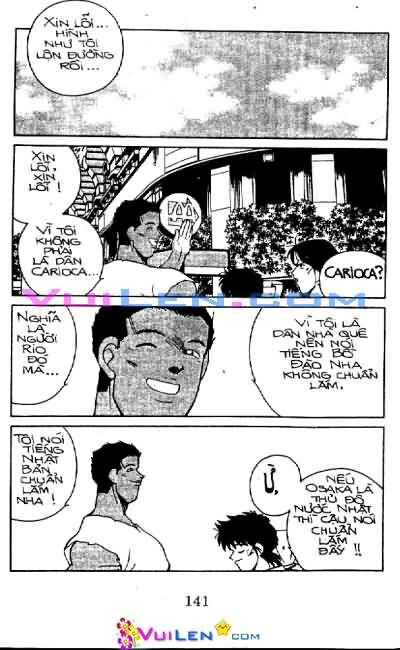 XIN LỖI...
HÌNH
NHƯ TÔI
LỘN ĐƯỜNG
RỒI...
XIN
LỖI,
XIN
LỖI !
VÌ TÔI
KHÔNG
PHẢI
LÀ DÂN
CARIOCA...
CARIOCA?
NGHĨA
LÀ
NGƯỜI
RIO
ĐÓ
MÀ...
VÌ TÔI LÀ
DÂN NHÀ QUÊ
NÊN NÓI
TIẾNG BỒ
ĐÀO NHA
KHÔNG CHUẨN
LẮM.
VuiLen.com
TÔI NÓI
TIẾNG
NHẬT
BẢN
CHUẨN
LẮM
NHA !
Ừ,
NẾU
OSAKA LÀ
THỦ ĐÔ
NƯỚC NHẬT
THÌ CẬU NÓI
CHUẨN
LẮM
ĐẤY !!
141
VuiLen.com